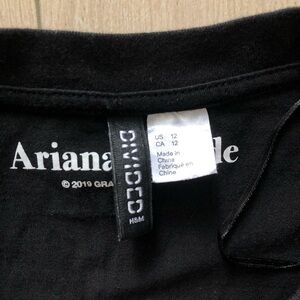 Ariana de
© 2019 GRA
DIVIDED
H&M
US 12
CA 12
Made in
China
Fabriqué en
Chine